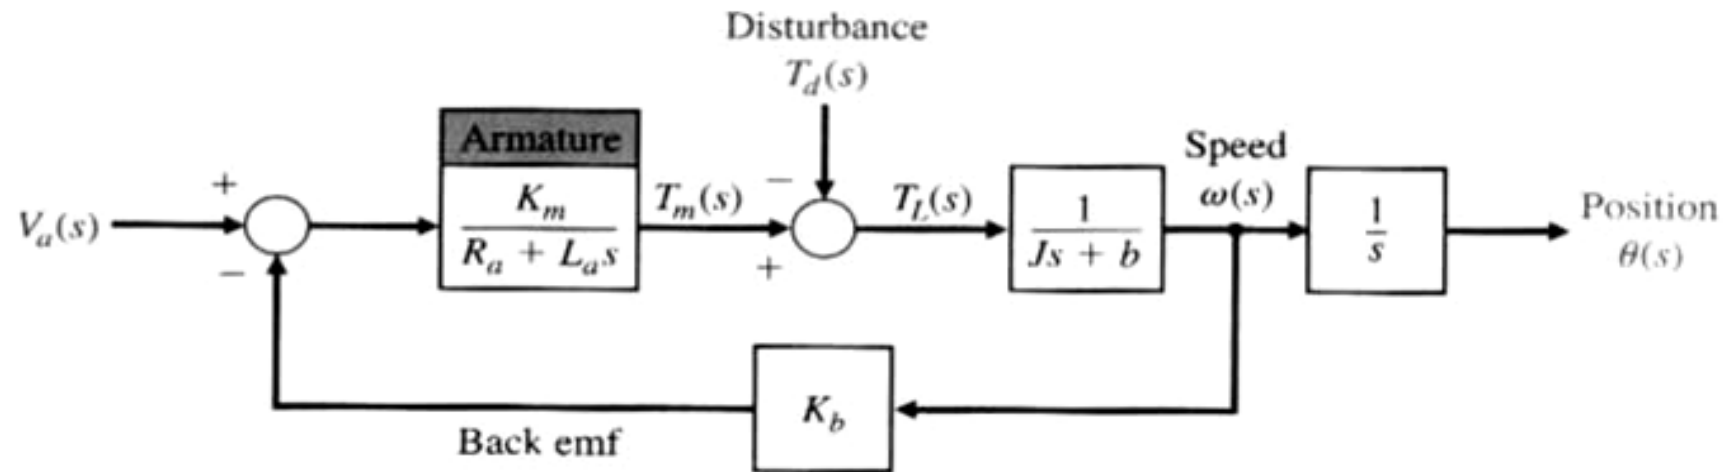 Disturbance
T_d(s)
Armature
Speed
+
K_m
T_m(s)
−
T_L(s)
1
ω(s)
1
Position
V_a(s)
R_a + L_a s
Js + b
s
θ(s)
−
+
K_b
Back emf